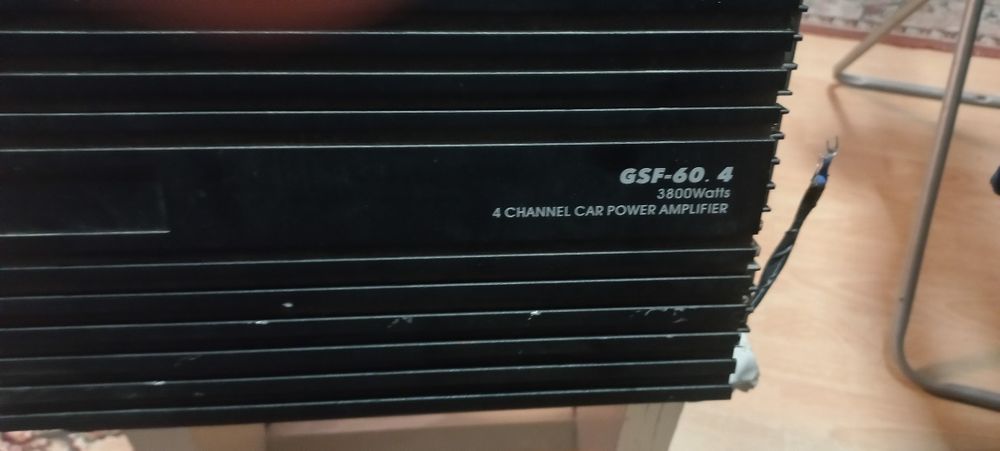 GSF-60.4
3800Watts
4 CHANNEL CAR POWER AMPLIFIER